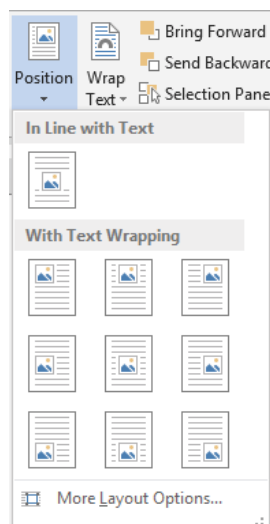 Bring Forward
Send Backward
Selection Pane
Position
Wrap
Text
In Line with Text
With Text Wrapping
More Layout Options...